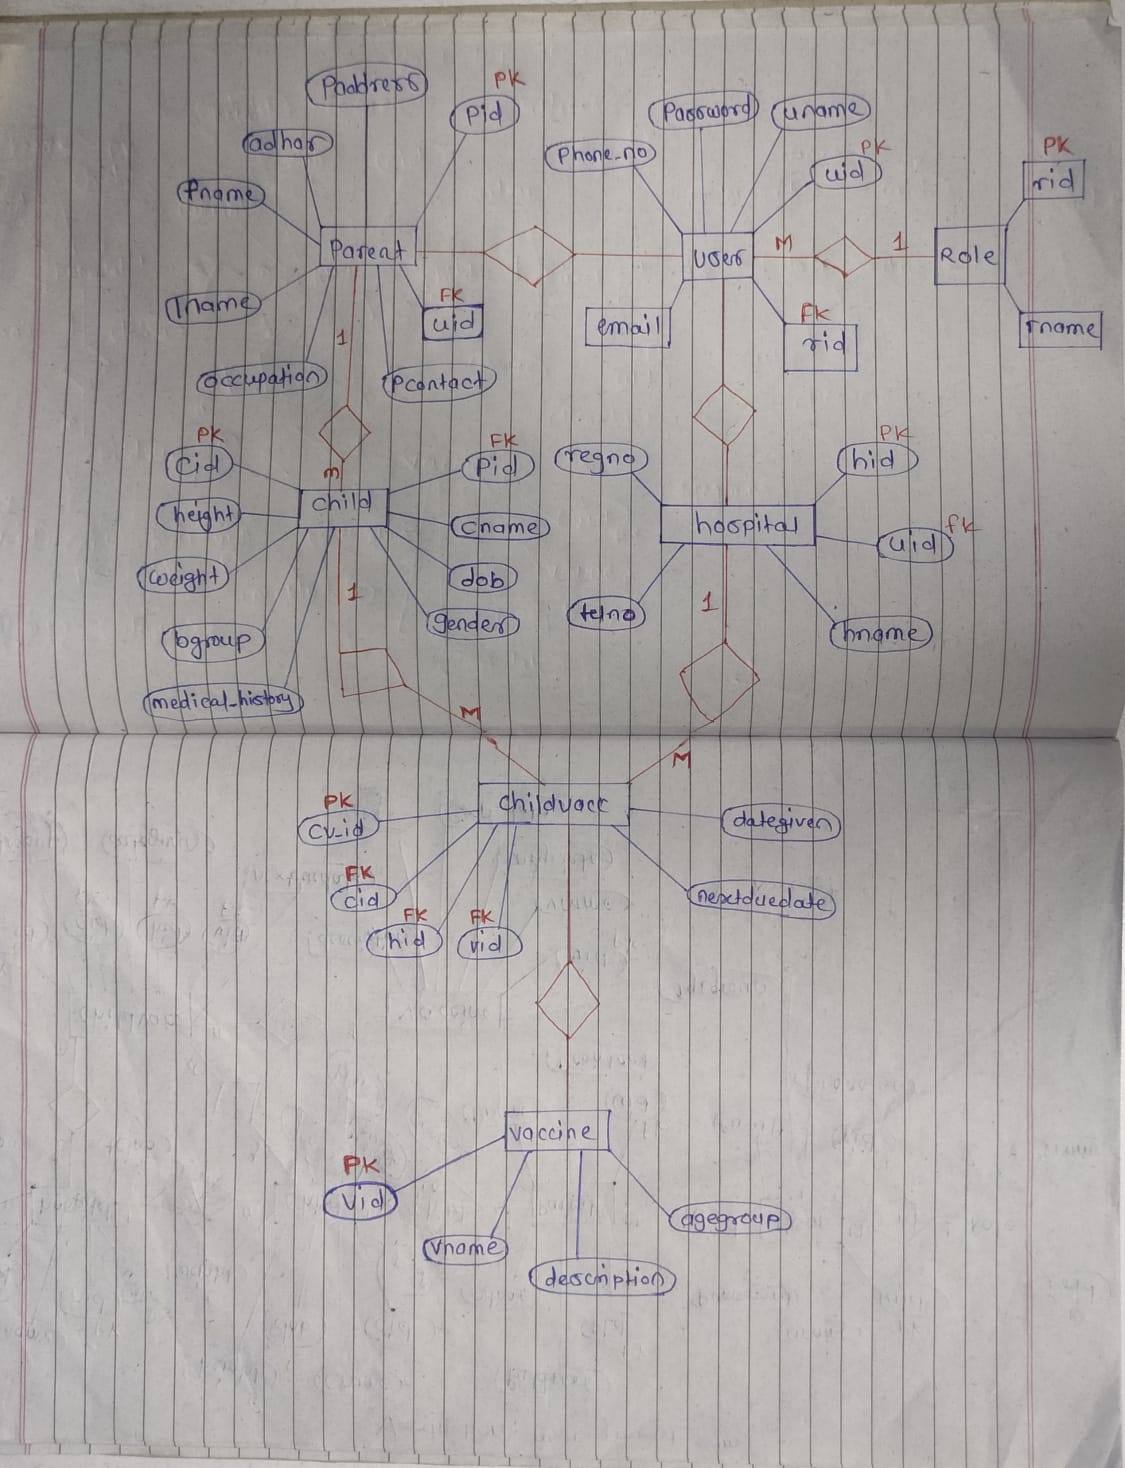 Paddress
PK
Pid
adhar
fname
Parent
lname
FK
uid
1
occupation
Pcontact
Password
uname
Phone_no
PK
uid
User
M
1
Role
PK
rid
rname
email
FK
rid
PK
cid
m
FK
Pid
child
height
cname
weight
dob
1
gender
bgroup
medical_history
regno
PK
hid
hospital
uid
fk
telno
1
hname
M
M
childvacc
PK
cv_id
dategiven
FK
cid
nextduedate
FK
hid
FK
vid
vaccine
PK
vid
agegroup
vname
description